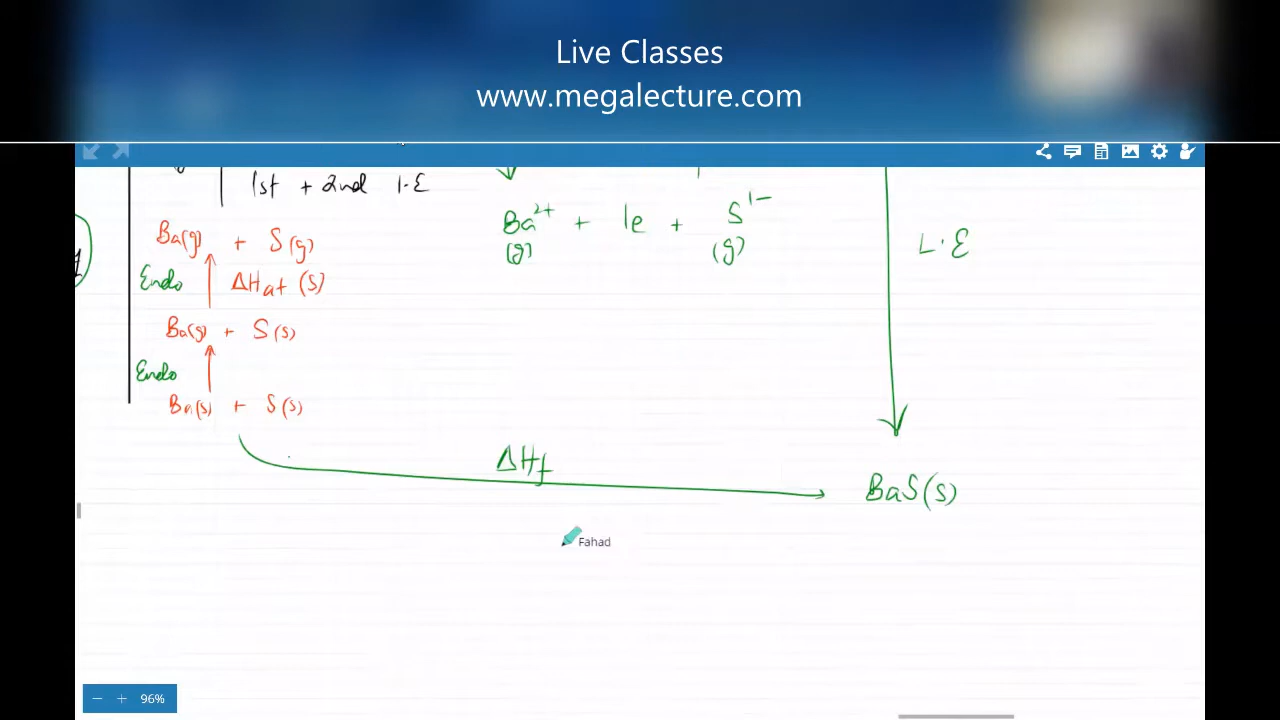 Live Classes
www.megalecture.com
1st + 2nd I.E
Ba²⁺ + 1e + S¹⁻
(g) (g)
L.E
Ba(g) + S(g)
Endo ΔHat (S)
Ba(g) + S(s)
Endo
Ba(s) + S(s)
ΔHf
BaS(s)
Fahad
96%